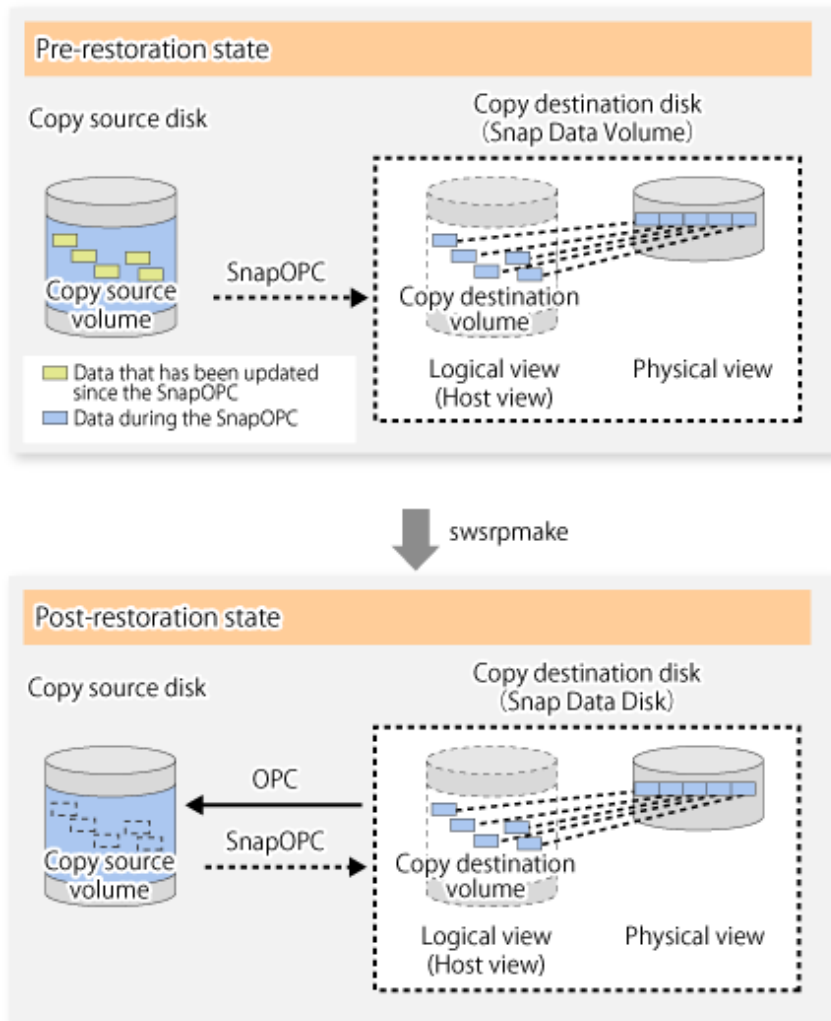 Pre-restoration state
Copy source disk
Copy destination disk
(Snap Data Volume)
SnapOPC
Copy source
volume
Copy destination
volume
Logical view
(Host view)
Physical view
Data that has been updated
since the SnapOPC
Data during the SnapOPC
swsrpmake
Post-restoration state
Copy source disk
Copy destination disk
(Snap Data Disk)
OPC
SnapOPC
Copy source
volume
Copy destination
volume
Logical view
(Host view)
Physical view